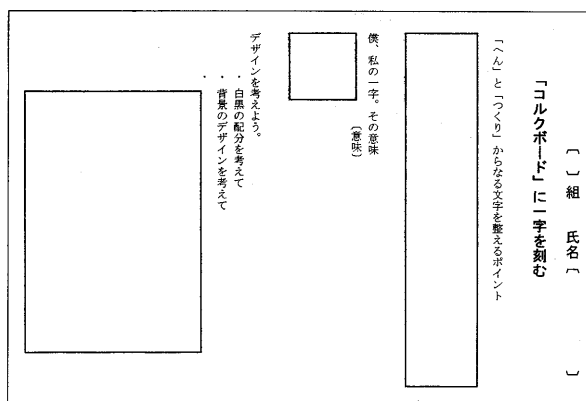 〔　〕組　氏名〔　　　　〕
「コルクボード」に一字を刻む
「へん」と「つくり」からなる文字を整えるポイント
僕、私の一字。その意味
〔意味〕
デザインを考えよう。
・白黒の配分を考えて
・背景のデザインを考えて
・